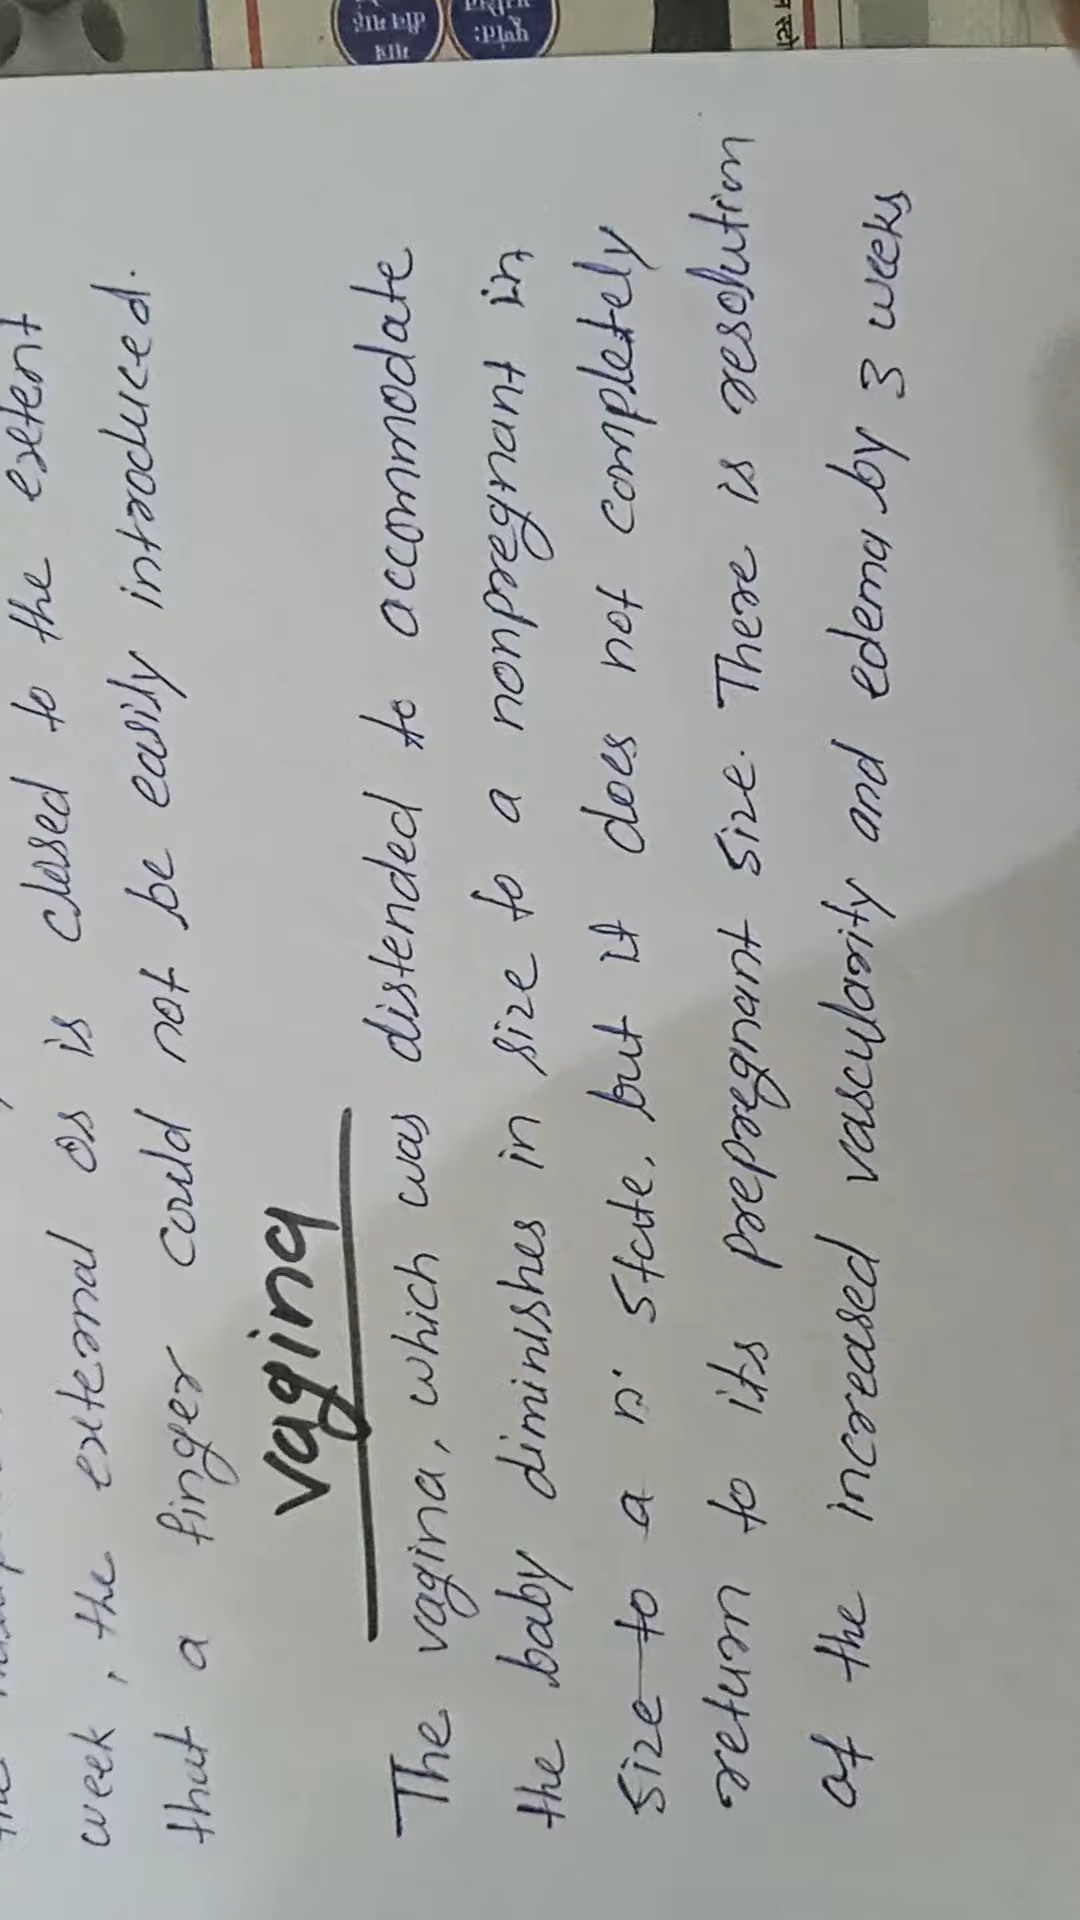 week, the external os is closed to the extent
that a finger could not be easily introduced.
vagina
The vagina, which was distended to accommodate
the baby diminishes in size to a nonpregnant in
size to a n' state, but it does not completely
return to its prepregnant size. There is resolution
of the increased vascularity and edema by 3 weeks